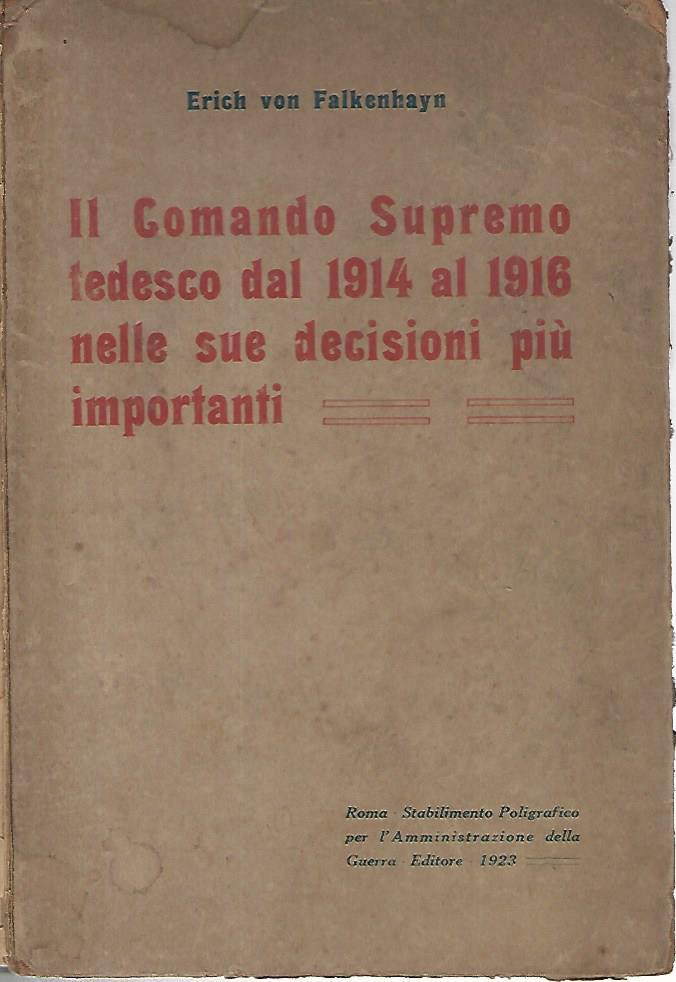 Erich von Falkenhayn
Il Comando Supremo
tedesco dal 1914 al 1916
nelle sue decisioni più
importanti
Roma · Stabilimento Poligrafico
per l'Amministrazione della
Guerra · Editore · 1923